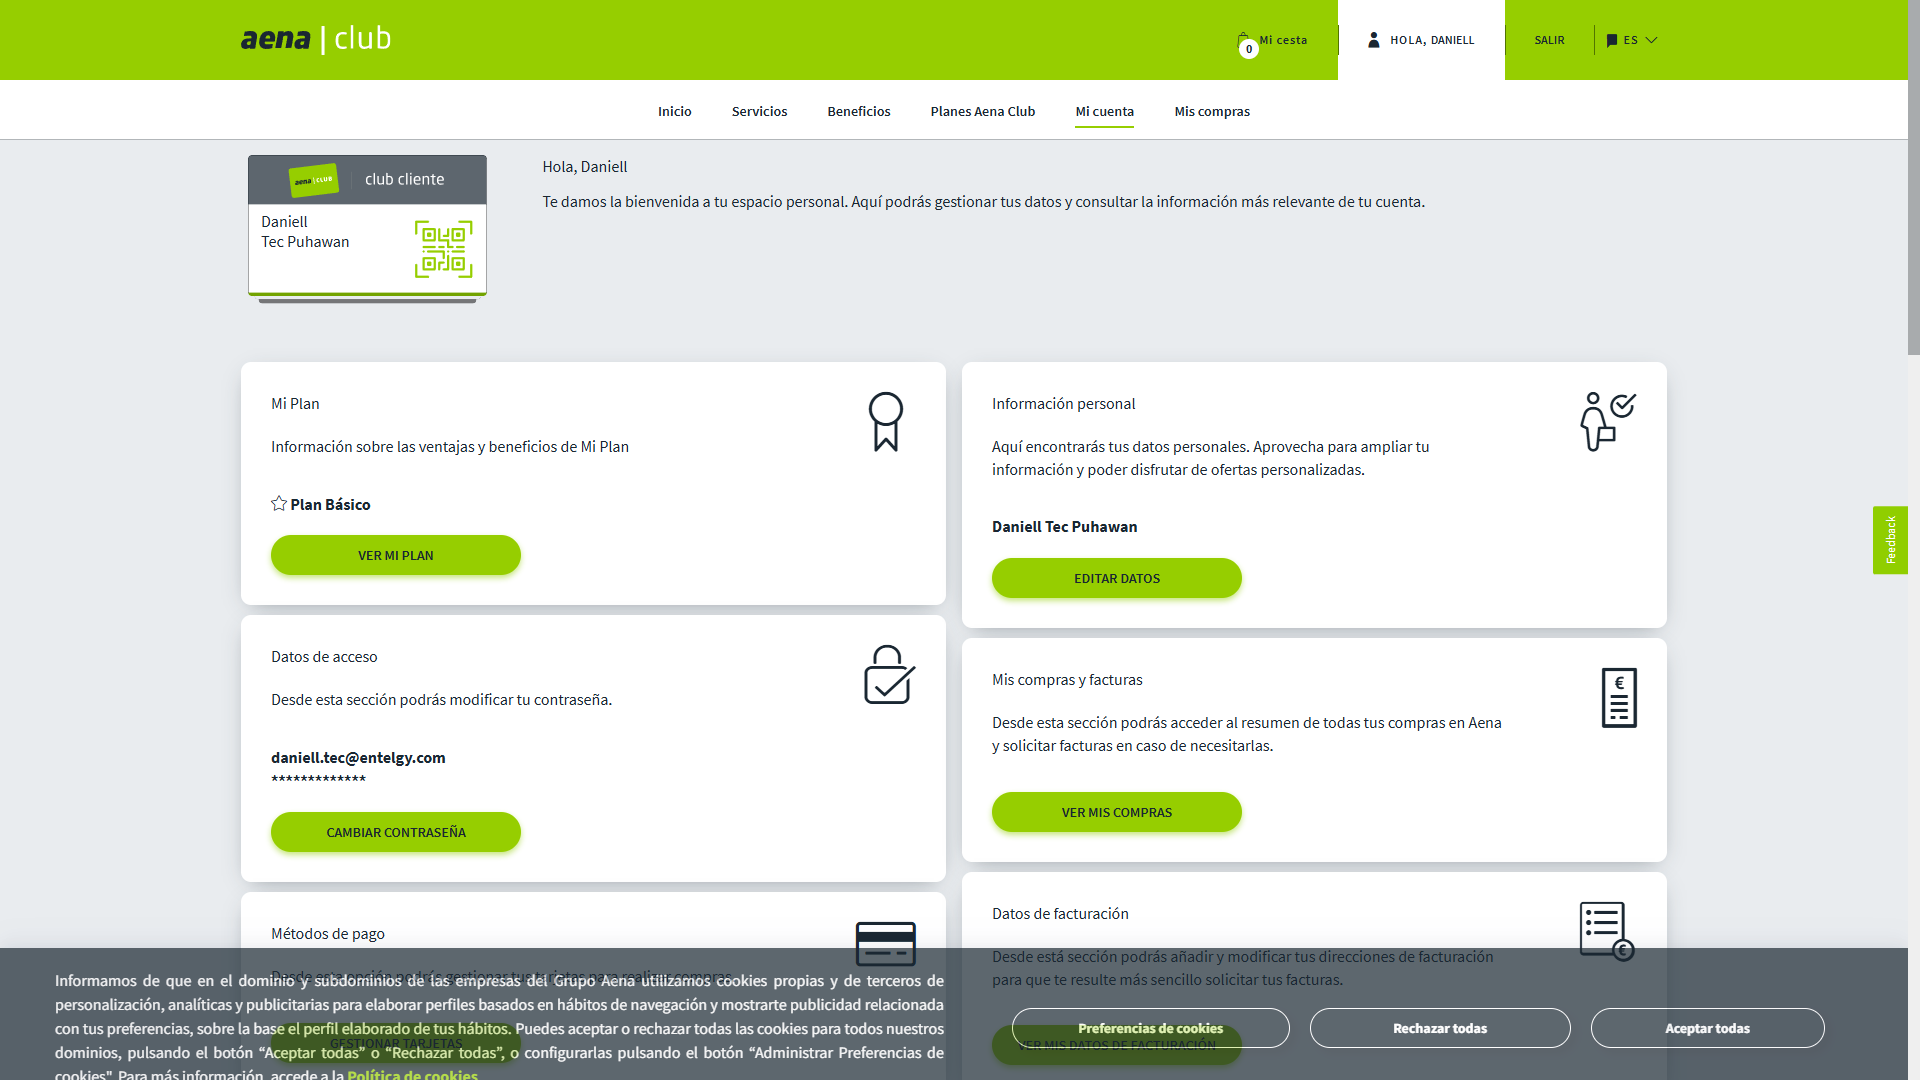 aena | club
0
Mi cesta
HOLA, DANIELL
SALIR
ES
Inicio
Servicios
Beneficios
Planes Aena Club
Mi cuenta
Mis compras
aena | CLUB
club cliente
Daniell
Tec Puhawan
Hola, Daniell
Te damos la bienvenida a tu espacio personal. Aquí podrás gestionar tus datos y consultar la información más relevante de tu cuenta.
Mi Plan
Información sobre las ventajas y beneficios de Mi Plan
Plan Básico
VER MI PLAN
Información personal
Aquí encontrarás tus datos personales. Aprovecha para ampliar tu
información y poder disfrutar de ofertas personalizadas.
Daniell Tec Puhawan
EDITAR DATOS
Feedback
Datos de acceso
Desde esta sección podrás modificar tu contraseña.
daniell.tec@entelgy.com
*************
CAMBIAR CONTRASEÑA
Mis compras y facturas
€
Desde esta sección podrás acceder al resumen de todas tus compras en Aena
y solicitar facturas en caso de necesitarlas.
VER MIS COMPRAS
Métodos de pago
Desde esta opción podrás gestionar tus tarjetas para realizar compras.
GESTIONAR TARJETAS
Datos de facturación
€
Desde está sección podrás añadir y modificar tus direcciones de facturación
para que te resulte más sencillo solicitar tus facturas.
VER MIS DATOS DE FACTURACIÓN
Informamos de que en el dominio y subdominios de las empresas del Grupo Aena utilizamos cookies propias y de terceros de
personalización, analíticas y publicitarias para elaborar perfiles basados en hábitos de navegación y mostrarte publicidad relacionada
con tus preferencias, sobre la base el perfil elaborado de tus hábitos. Puedes aceptar o rechazar todas las cookies para todos nuestros
dominios, pulsando el botón “Aceptar todas” o “Rechazar todas”, o configurarlas pulsando el botón “Administrar Preferencias de
cookies". Para más información, accede a la Política de cookies
Preferencias de cookies
Rechazar todas
Aceptar todas